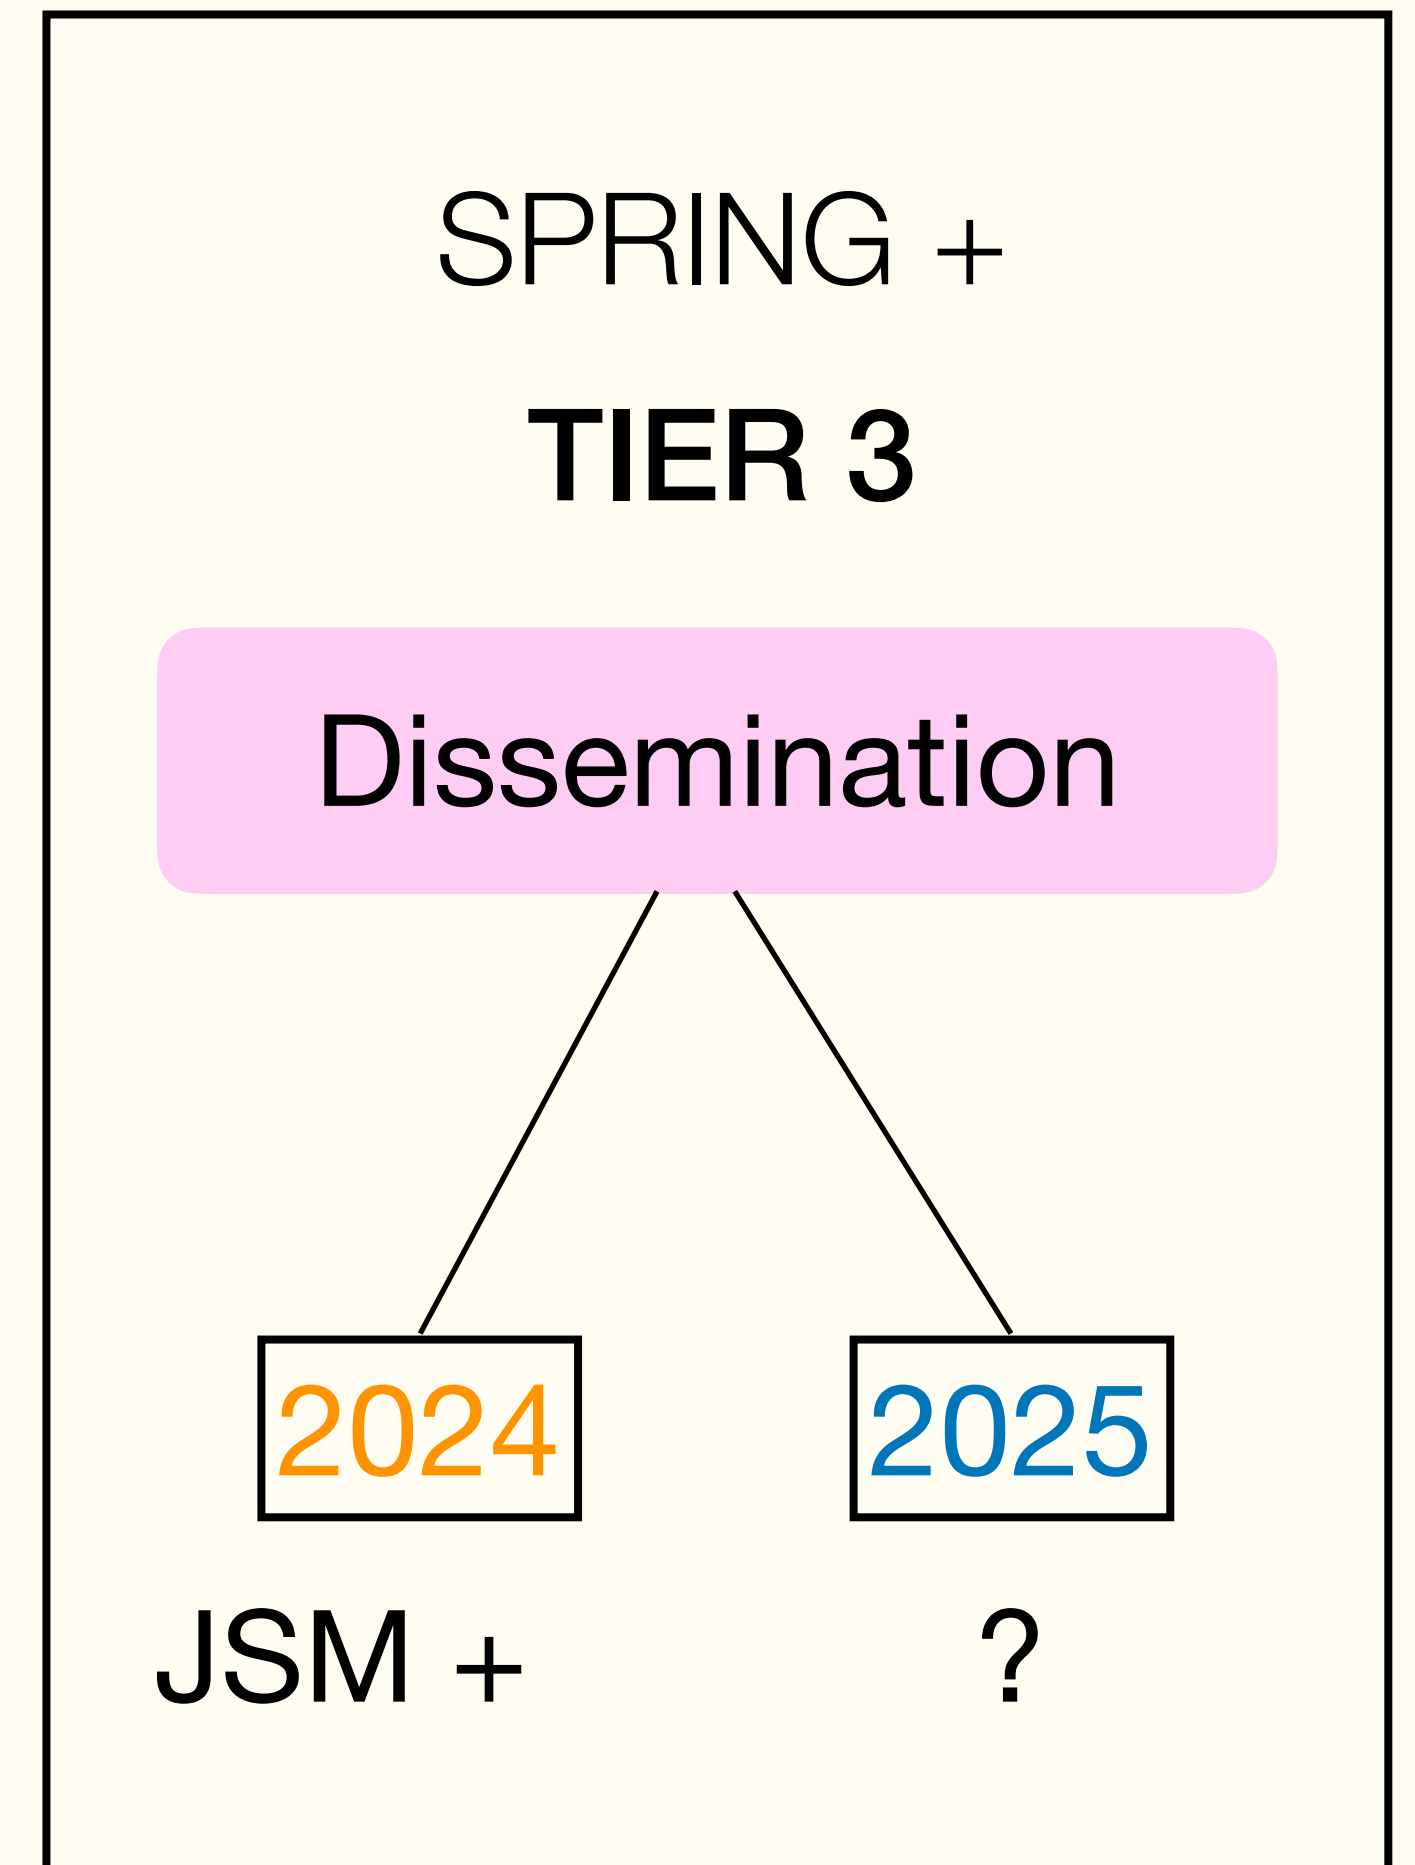 SPRING +
TIER 3
Dissemination
2024
2025
JSM +
?